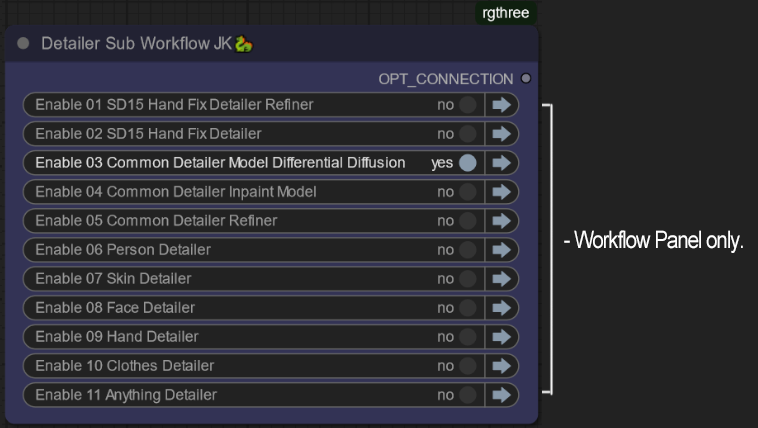 rgthree
Detailer Sub Workflow JK🐉
OPT_CONNECTION
Enable 01 SD15 Hand Fix Detailer Refiner no
Enable 02 SD15 Hand Fix Detailer no
Enable 03 Common Detailer Model Differential Diffusion yes
Enable 04 Common Detailer Inpaint Model no
Enable 05 Common Detailer Refiner no
Enable 06 Person Detailer no
Enable 07 Skin Detailer no
Enable 08 Face Detailer no
Enable 09 Hand Detailer no
Enable 10 Clothes Detailer no
Enable 11 Anything Detailer no
- Workflow Panel only.